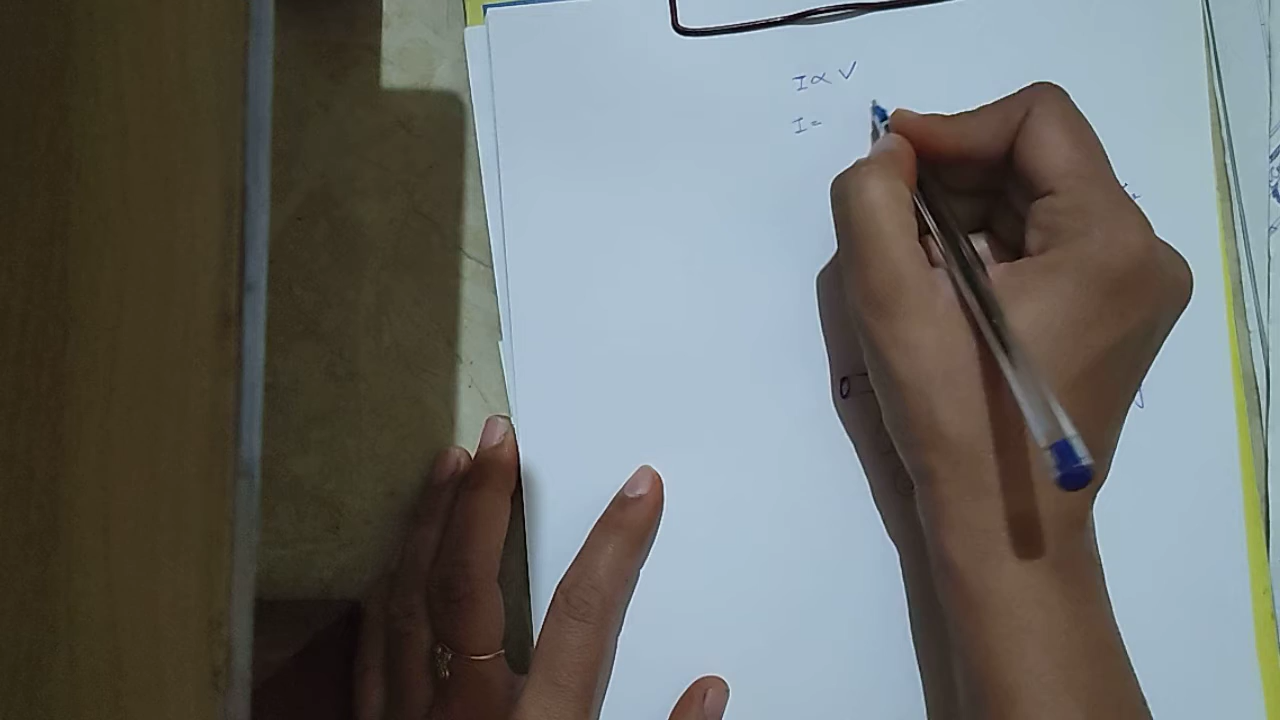 I ∝ V
I =